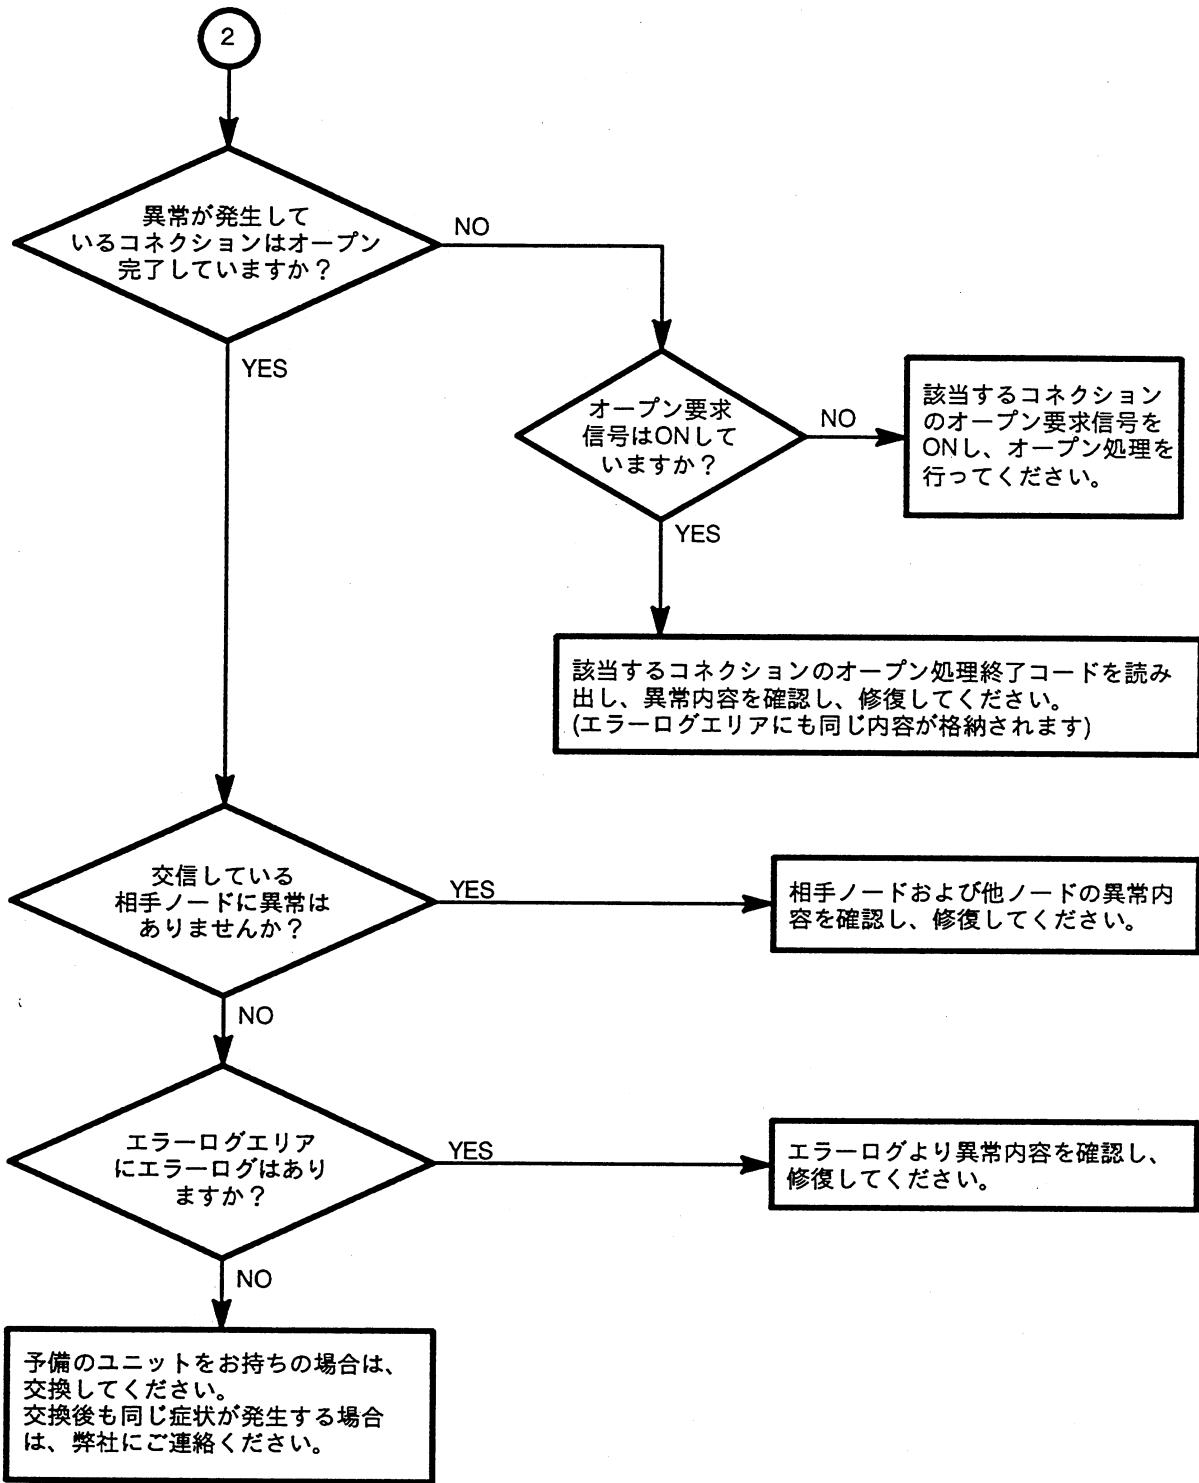 2
異常が発生して
いるコネクションはオープン
完了していますか？
NO
YES
オープン要求
信号はONして
いますか？
NO
該当するコネクション
のオープン要求信号を
ONし、オープン処理を
行ってください。
YES
該当するコネクションのオープン処理終了コードを読み
出し、異常内容を確認し、修復してください。
(エラーログエリアにも同じ内容が格納されます)
交信している
相手ノードに異常は
ありませんか？
YES
相手ノードおよび他ノードの異常内
容を確認し、修復してください。
NO
エラーログエリア
にエラーログはあり
ますか？
YES
エラーログより異常内容を確認し、
修復してください。
NO
予備のユニットをお持ちの場合は、
交換してください。
交換後も同じ症状が発生する場合
は、弊社にご連絡ください。